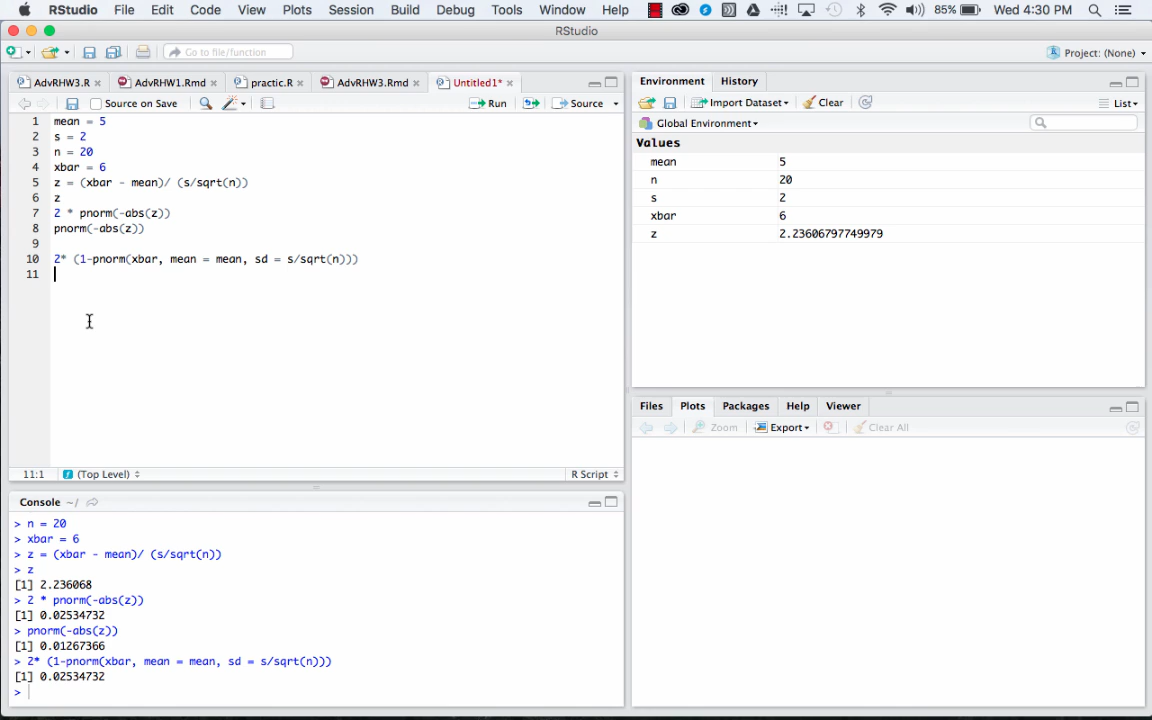 RStudio File Edit Code View Plots Session Build Debug Tools Window Help 85% Wed 4:30 PM
RStudio
Go to file/function Project: (None)
AdvRHW3.R AdvRHW1.Rmd practic.R AdvRHW3.Rmd Untitled1*
Source on Save Run Source
1 mean = 5
2 s = 2
3 n = 20
4 xbar = 6
5 z = (xbar - mean)/ (s/sqrt(n))
6 z
7 2 * pnorm(-abs(z))
8 pnorm(-abs(z))
9
10 2* (1-pnorm(xbar, mean = mean, sd = s/sqrt(n)))
11
11:1 (Top Level) R Script
Console ~/
> n = 20
> xbar = 6
> z = (xbar - mean)/ (s/sqrt(n))
> z
[1] 2.236068
> 2 * pnorm(-abs(z))
[1] 0.02534732
> pnorm(-abs(z))
[1] 0.01267366
> 2* (1-pnorm(xbar, mean = mean, sd = s/sqrt(n)))
[1] 0.02534732
>
Environment History
Import Dataset Clear List
Global Environment
Values
mean 5
n 20
s 2
xbar 6
z 2.23606797749979
Files Plots Packages Help Viewer
Zoom Export Clear All